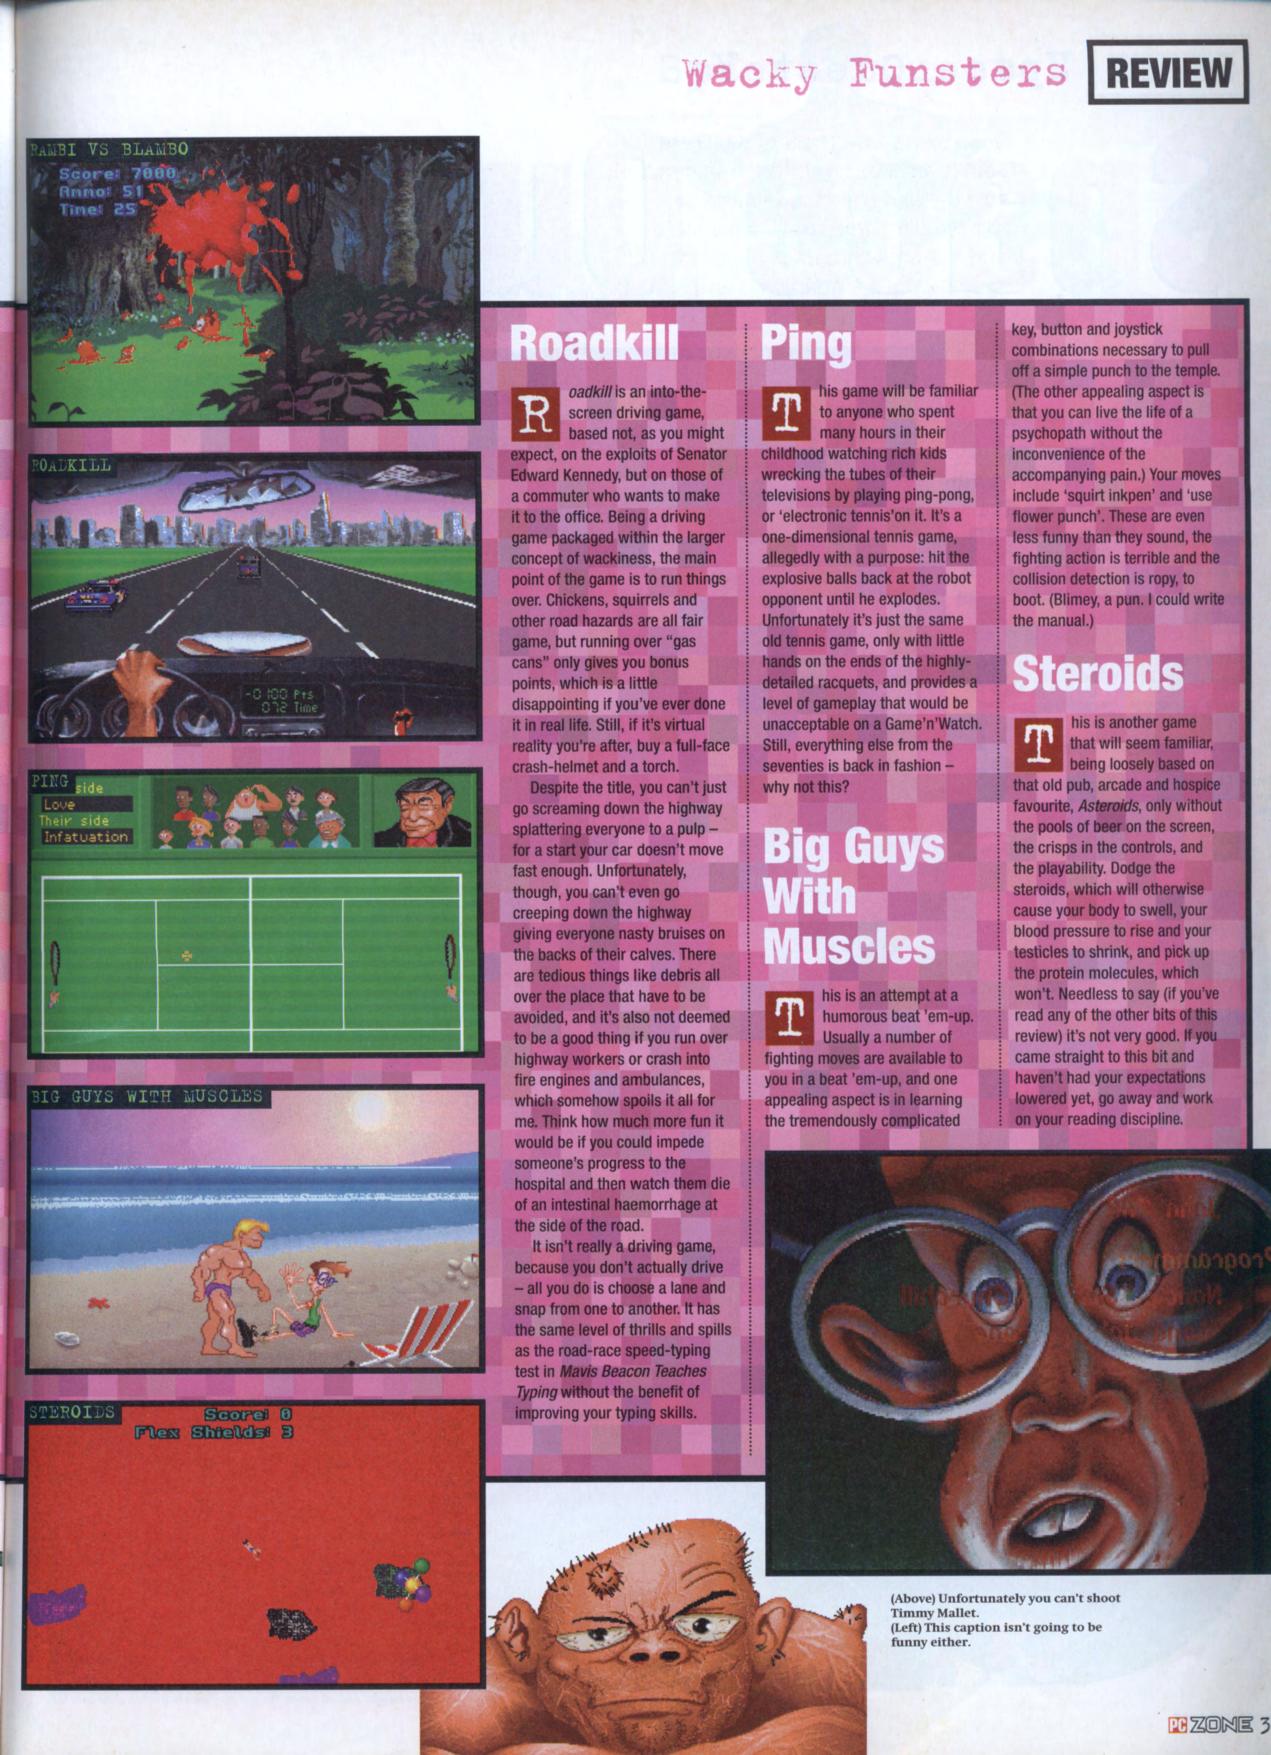 Wacky Funsters REVIEW
RAMBI VS BLAMBO
Score: 7000
Ammo: 51
Time: 25
ROADKILL
-0 100 Pts
072 Time
PING side
Love
Their side
Infatuation
BIG GUYS WITH MUSCLES
STEROIDS
Score: 0
Flex Shields: 3
Roadkill
Roadkill is an into-the-
screen driving game,
based not, as you might
expect, on the exploits of Senator
Edward Kennedy, but on those of
a commuter who wants to make
it to the office. Being a driving
game packaged within the larger
concept of wackiness, the main
point of the game is to run things
over. Chickens, squirrels and
other road hazards are all fair
game, but running over “gas
cans” only gives you bonus
points, which is a little
disappointing if you’ve ever done
it in real life. Still, if it’s virtual
reality you’re after, buy a full-face
crash-helmet and a torch.
Despite the title, you can’t just
go screaming down the highway
splattering everyone to a pulp –
for a start your car doesn’t move
fast enough. Unfortunately,
though, you can’t even go
creeping down the highway
giving everyone nasty bruises on
the backs of their calves. There
are tedious things like debris all
over the place that have to be
avoided, and it’s also not deemed
to be a good thing if you run over
highway workers or crash into
fire engines and ambulances,
which somehow spoils it all for
me. Think how much more fun it
would be if you could impede
someone’s progress to the
hospital and then watch them die
of an intestinal haemorrhage at
the side of the road.
It isn’t really a driving game,
because you don’t actually drive
– all you do is choose a lane and
snap from one to another. It has
the same level of thrills and spills
as the road-race speed-typing
test in Mavis Beacon Teaches
Typing without the benefit of
improving your typing skills.
Ping
This game will be familiar
to anyone who spent
many hours in their
childhood watching rich kids
wrecking the tubes of their
televisions by playing ping-pong,
or ‘electronic tennis’on it. It’s a
one-dimensional tennis game,
allegedly with a purpose: hit the
explosive balls back at the robot
opponent until he explodes.
Unfortunately it’s just the same
old tennis game, only with little
hands on the ends of the highly-
detailed racquets, and provides a
level of gameplay that would be
unacceptable on a Game’n’Watch.
Still, everything else from the
seventies is back in fashion –
why not this?
Big Guys
With
Muscles
This is an attempt at a
humorous beat ’em-up.
Usually a number of
fighting moves are available to
you in a beat ’em-up, and one
appealing aspect is in learning
the tremendously complicated
key, button and joystick
combinations necessary to pull
off a simple punch to the temple.
(The other appealing aspect is
that you can live the life of a
psychopath without the
inconvenience of the
accompanying pain.) Your moves
include ‘squirt inkpen’ and ‘use
flower punch’. These are even
less funny than they sound, the
fighting action is terrible and the
collision detection is ropy, to
boot. (Blimey, a pun. I could write
the manual.)
Steroids
This is another game
that will seem familiar,
being loosely based on
that old pub, arcade and hospice
favourite, Asteroids, only without
the pools of beer on the screen,
the crisps in the controls, and
the playability. Dodge the
steroids, which will otherwise
cause your body to swell, your
blood pressure to rise and your
testicles to shrink, and pick up
the protein molecules, which
won’t. Needless to say (if you’ve
read any of the other bits of this
review) it’s not very good. If you
came straight to this bit and
haven’t had your expectations
lowered yet, go away and work
on your reading discipline.
(Above) Unfortunately you can’t shoot
Timmy Mallet.
(Left) This caption isn’t going to be
funny either.
PC ZONE 3